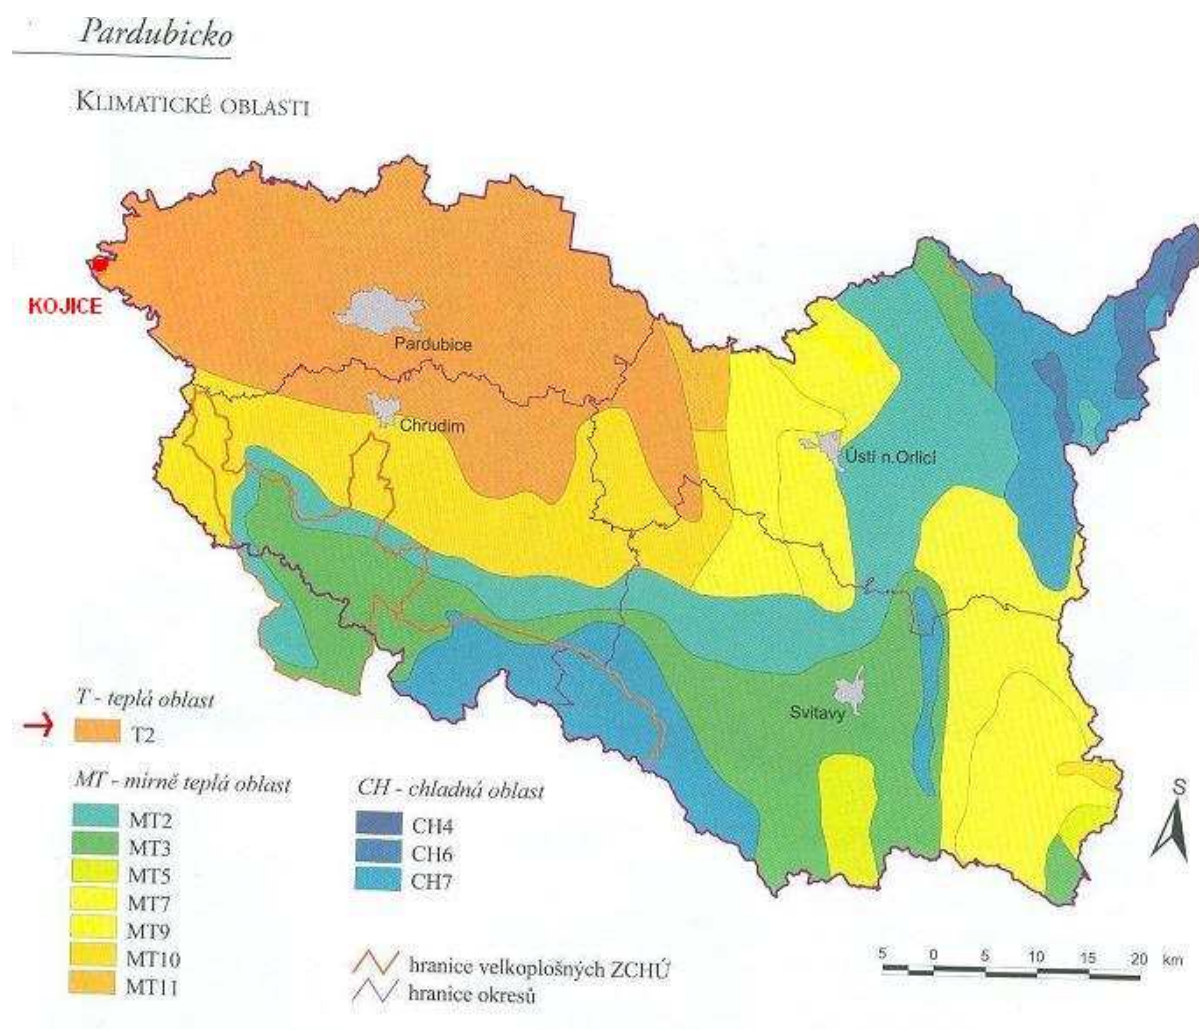 Pardubicko
KLIMATICKÉ OBLASTI
KOJICE
Pardubice
Chrudim
Ústí n.Orlicí
Svitavy
T - teplá oblast
T2
MT - mírně teplá oblast
MT2
MT3
MT5
MT7
MT9
MT10
MT11
CH - chladná oblast
CH4
CH6
CH7
hranice velkoplošných ZCHÚ
hranice okresů
S
5 0 5 10 15 20 km